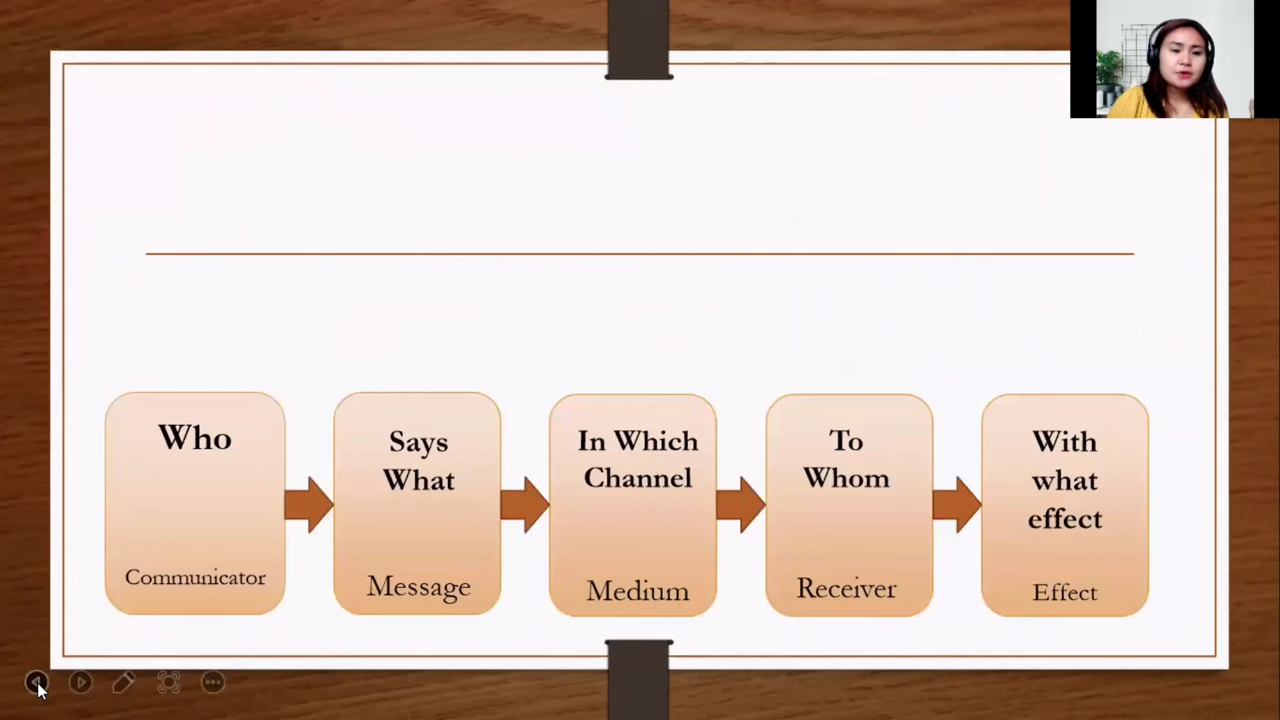 Who
Communicator
Says
What
Message
In Which
Channel
Medium
To
Whom
Receiver
With
what
effect
Effect